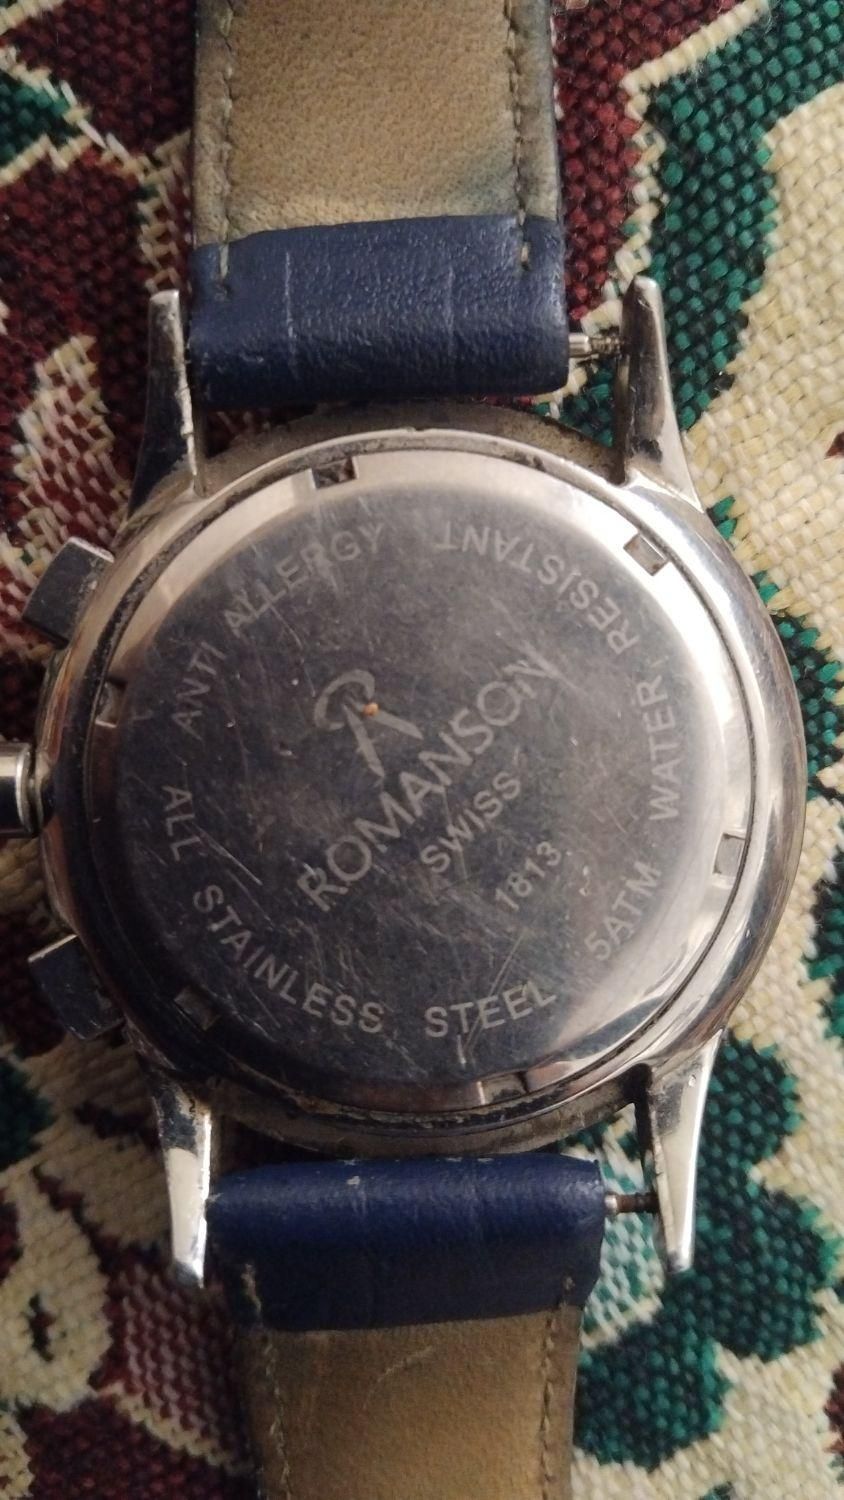 ROMANSON
SWISS
1813
ANTI ALLERGY
ALL STAINLESS STEEL
5ATM WATER RESISTANT